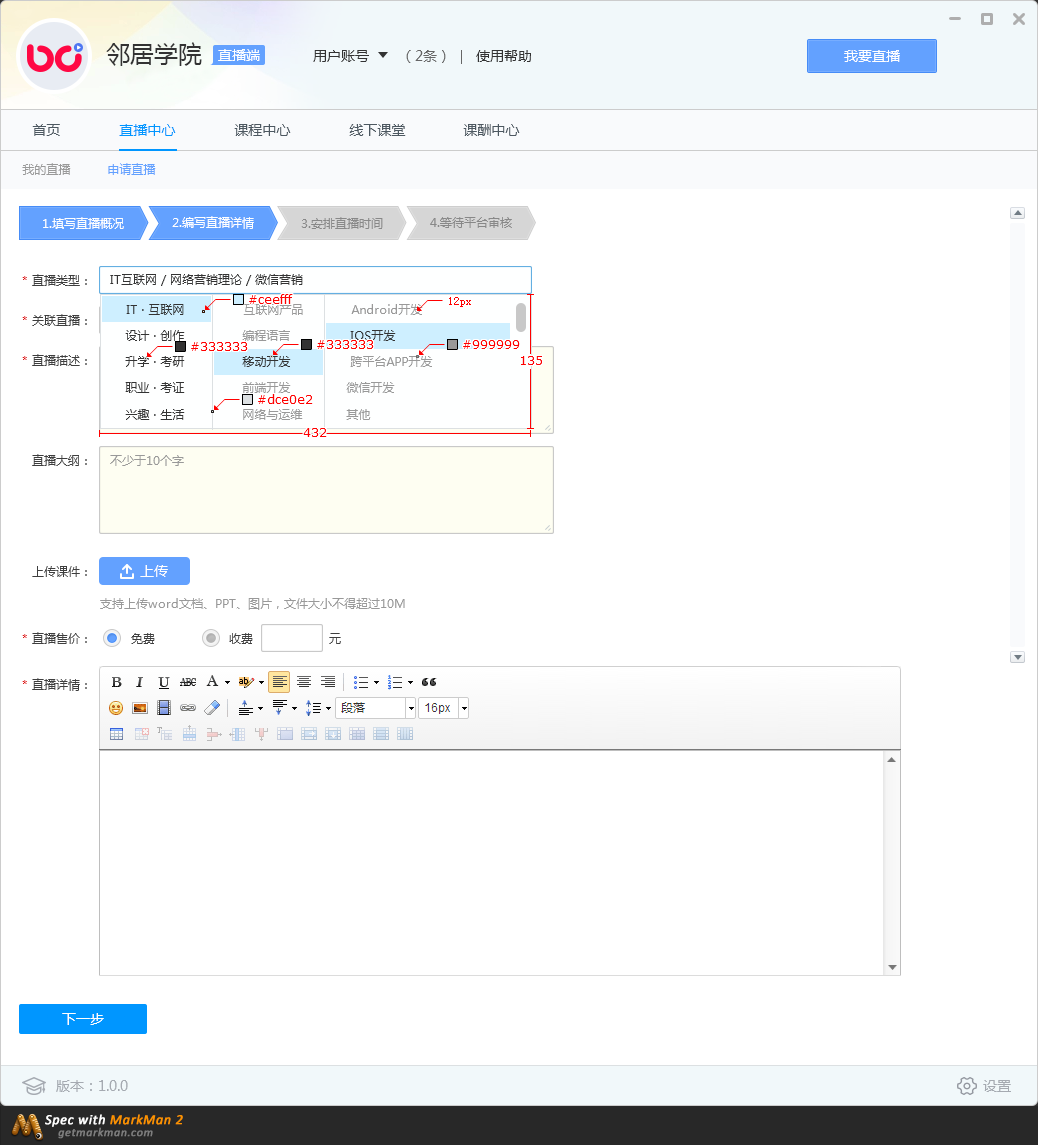 bci 邻居学院 直播端 用户账号 （2条） | 使用帮助 我要直播
首页 直播中心 课程中心 线下课堂 课酬中心
我的直播 申请直播
1.填写直播概况 2.编写直播详情 3.安排直播时间 4.等待平台审核
* 直播类型： IT互联网 / 网络营销理论 / 微信营销
* 关联直播：
* 直播描述：
IT · 互联网 #ceefff 互联网产品 Android开发 12px
设计 · 创作 编程语言 IOS开发
#333333 #333333 #999999
升学 · 考研 移动开发 跨平台APP开发 135
职业 · 考证 前端开发 微信开发
#dce0e2
兴趣 · 生活 网络与运维 其他
432
直播大纲： 不少于10个字
上传课件： 上传
支持上传word文档、PPT、图片，文件大小不得超过10M
* 直播售价： 免费 收费 元
* 直播详情： B I U ABC A ab
段落 16px
下一步
版本：1.0.0 设置
Spec with MarkMan 2
getmarkman.com